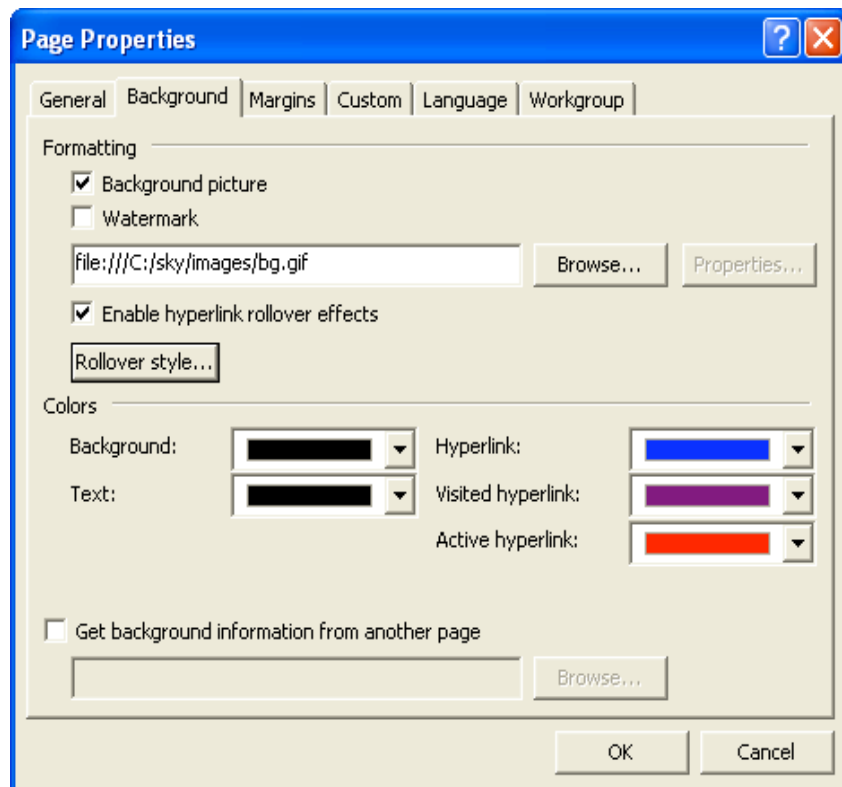 Page Properties
General Background Margins Custom Language Workgroup
Formatting
Background picture
Watermark
file:///C:/sky/images/bg.gif Browse... Properties...
Enable hyperlink rollover effects
Rollover style...
Colors
Background: Hyperlink:
Text: Visited hyperlink:
Active hyperlink:
Get background information from another page
Browse...
OK Cancel